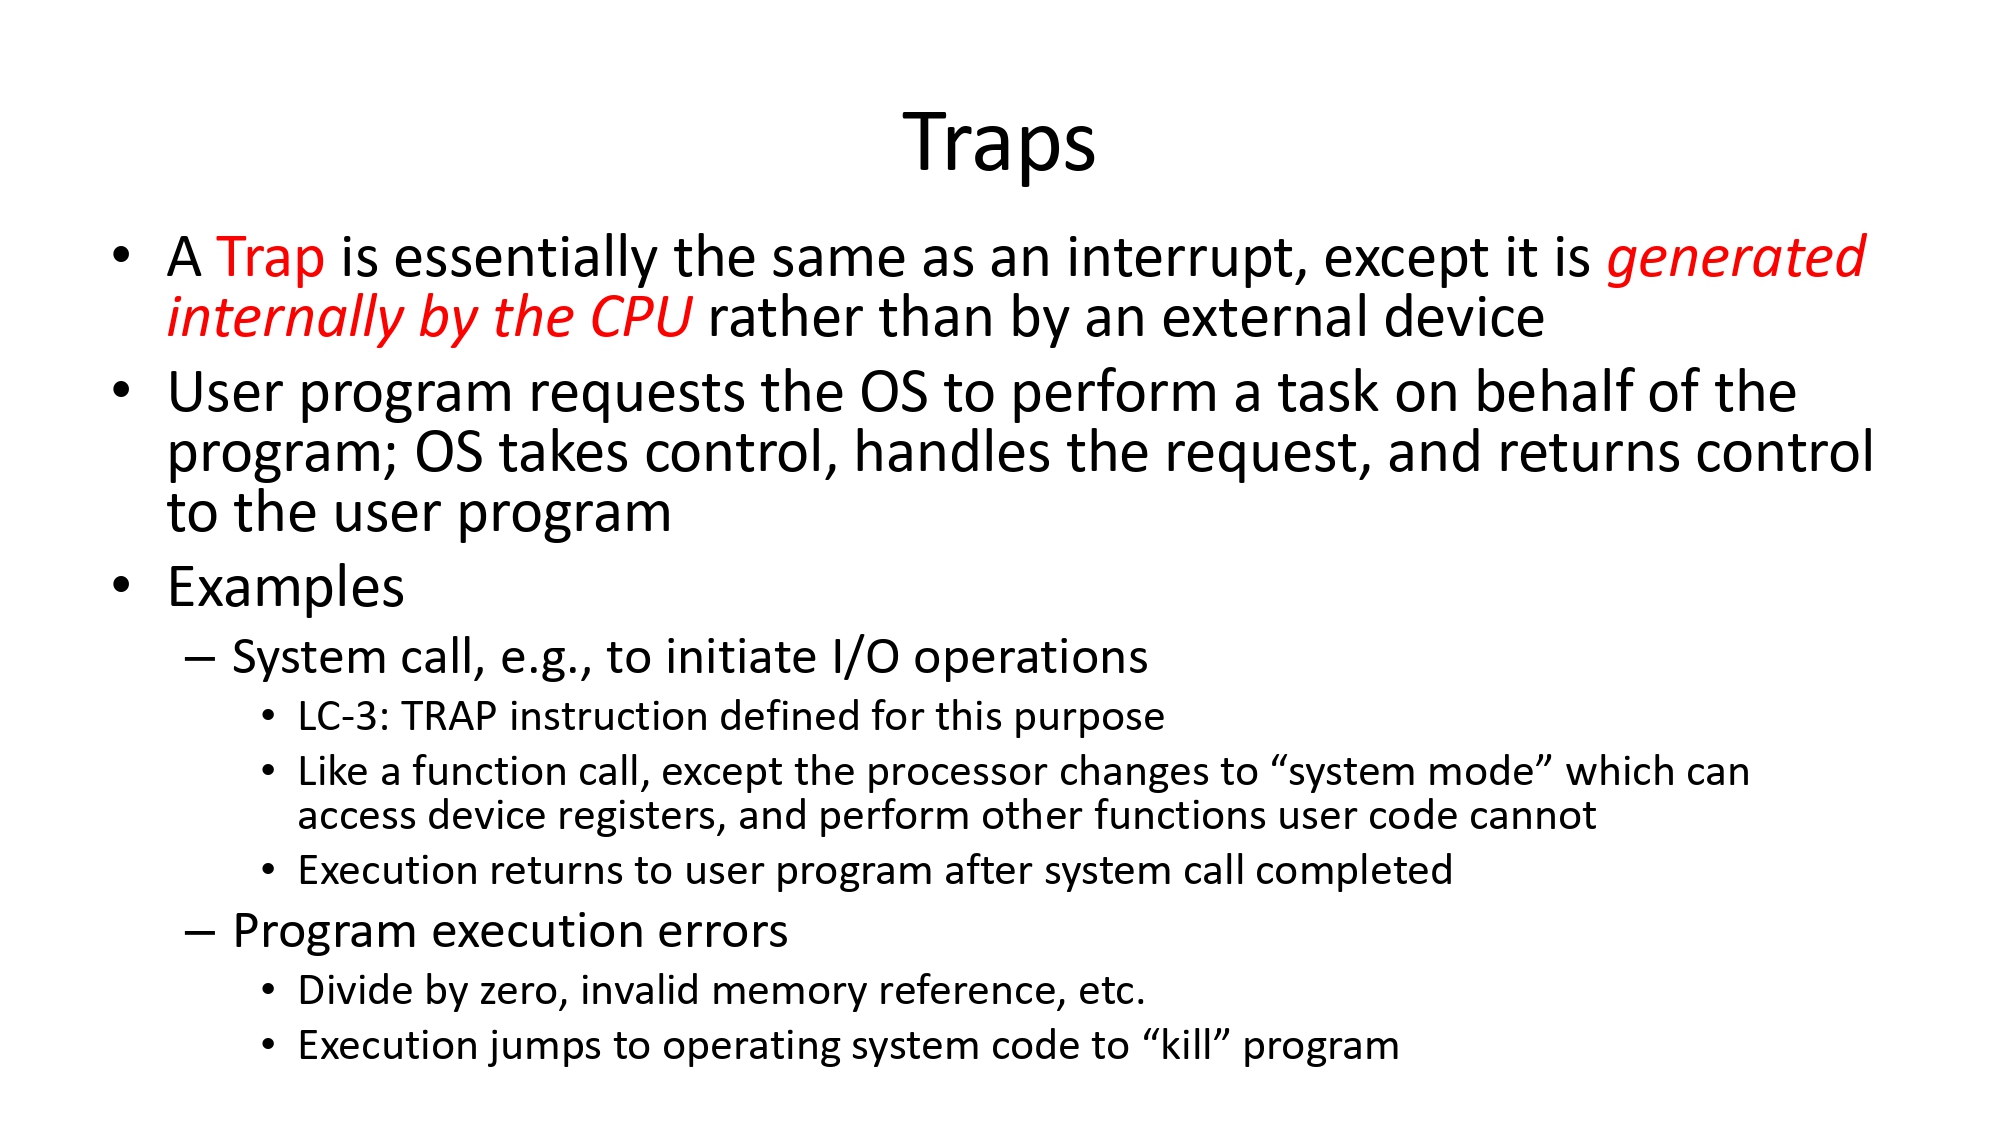 Traps
• A Trap is essentially the same as an interrupt, except it is generated
internally by the CPU rather than by an external device
• User program requests the OS to perform a task on behalf of the
program; OS takes control, handles the request, and returns control
to the user program
• Examples
– System call, e.g., to initiate I/O operations
• LC-3: TRAP instruction defined for this purpose
• Like a function call, except the processor changes to “system mode” which can
access device registers, and perform other functions user code cannot
• Execution returns to user program after system call completed
– Program execution errors
• Divide by zero, invalid memory reference, etc.
• Execution jumps to operating system code to “kill” program